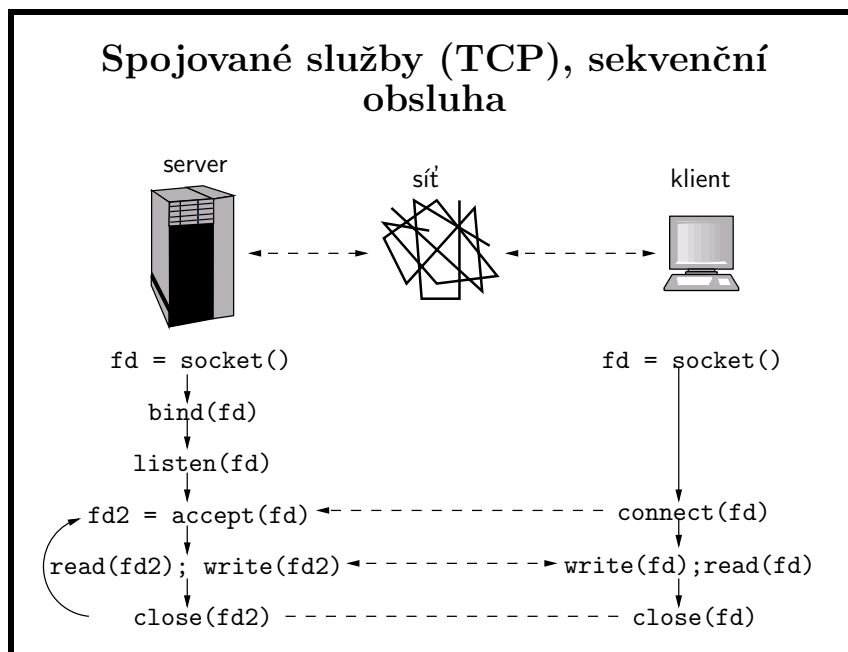 Spojované služby (TCP), sekvenční
obsluha
server
síť
klient
fd = socket()
fd = socket()
bind(fd)
listen(fd)
fd2 = accept(fd)
connect(fd)
read(fd2); write(fd2)
write(fd);read(fd)
close(fd2)
close(fd)